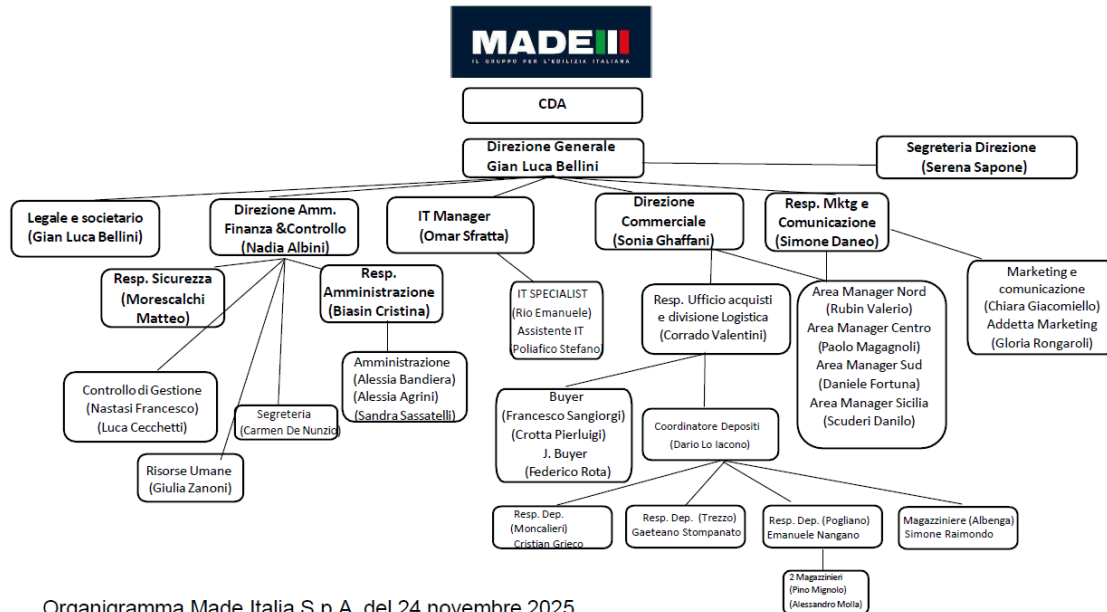 MADE
IL GRUPPO PER L'EDILIZIA ITALIANA
CDA
Direzione Generale
Gian Luca Bellini
Segreteria Direzione
(Serena Sapone)
Legale e societario
(Gian Luca Bellini)
Direzione Amm.
Finanza &Controllo
(Nadia Albini)
IT Manager
(Omar Sfratta)
Direzione
Commerciale
(Sonia Ghaffani)
Resp. Mktg e
Comunicazione
(Simone Daneo)
Resp. Sicurezza
(Morescalchi
Matteo)
Resp.
Amministrazione
(Biasin Cristina)
IT SPECIALIST
(Rio Emanuele)
Assistente IT
(Poliafico Stefano)
Resp. Ufficio acquisti
e divisione Logistica
(Corrado Valentini)
Area Manager Nord
(Rubin Valerio)
Area Manager Centro
(Paolo Magagnoli)
Area Manager Sud
(Daniele Fortuna)
Area Manager Sicilia
(Scuderi Danilo)
Marketing e
comunicazione
(Chiara Giacomiello)
Addetta Marketing
(Gloria Rongaroli)
Controllo di Gestione
(Nastasi Francesco)
(Luca Cecchetti)
Segreteria
(Carmen De Nunzio)
Amministrazione
(Alessia Bandiera)
(Alessia Agrini)
(Sandra Sassatelli)
Risorse Umane
(Giulia Zanoni)
Buyer
(Francesco Sangiorgi)
(Crotta Pierluigi)
J. Buyer
(Federico Rota)
Coordinatore Depositi
(Dario Lo Iacono)
Resp. Dep.
(Moncalieri)
Cristian Grieco
Resp. Dep. (Trezzo)
Gaeteano Stompanato
Resp. Dep. (Pogliano)
Emanuele Nangano
Magazziniere (Albenga)
Simone Raimondo
2 Magazzinieri
(Pino Mignolo)
(Alessandro Molla)
Organigramma Made Italia S.p.A. del 24 novembre 2025